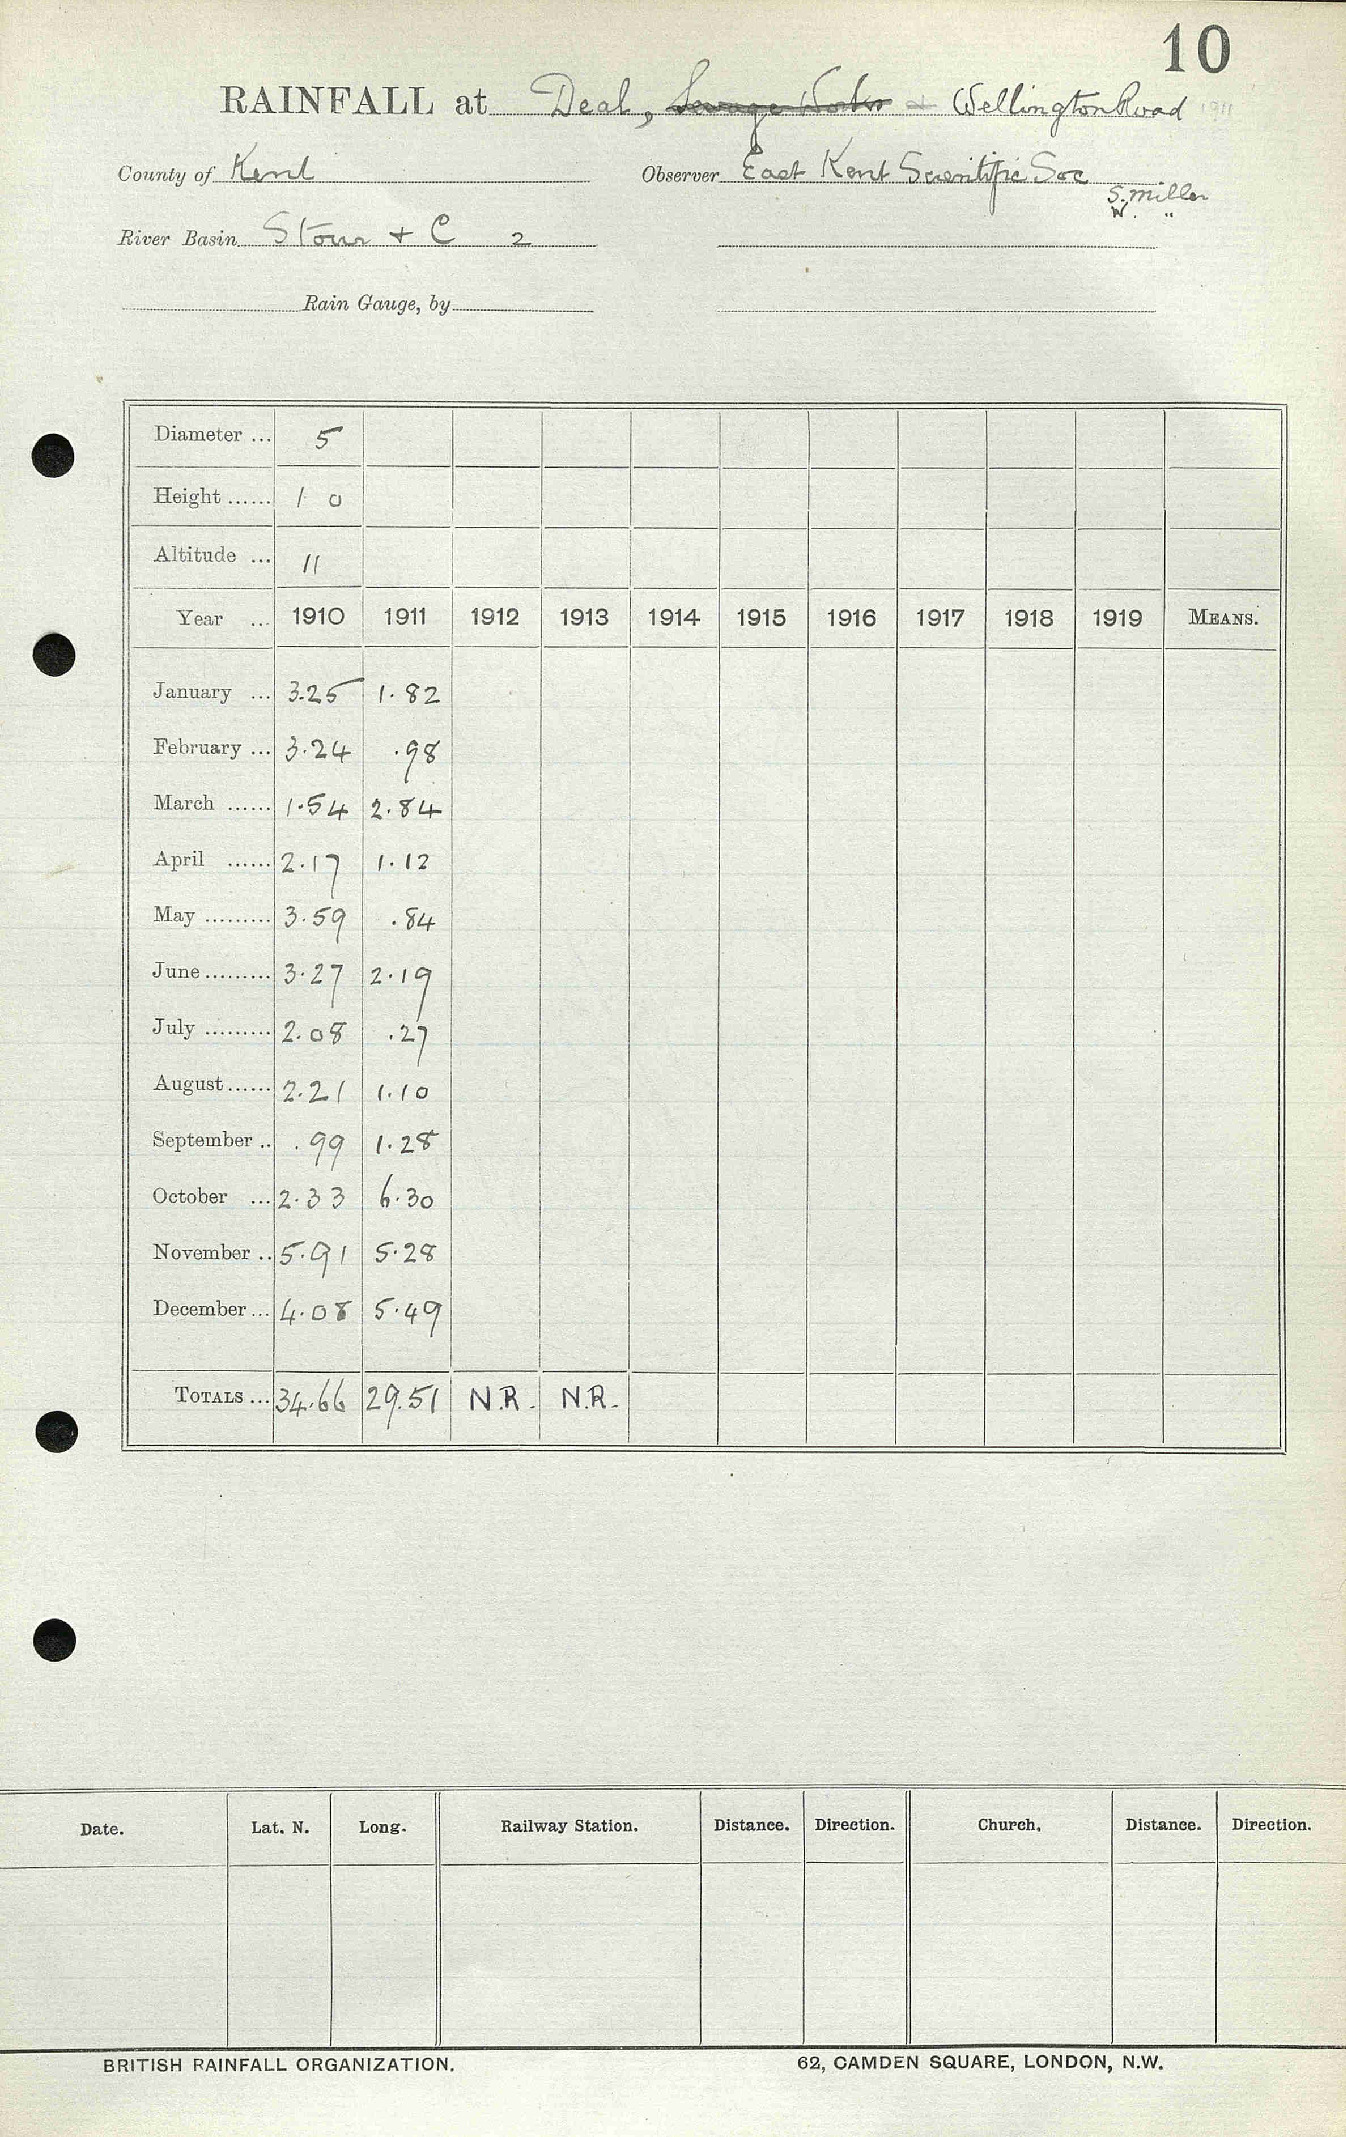 10
RAINFALL at Deal, Sewage Works at Wellington Road 1911
County of Kent Observer East Kent Scientific Soc
S. Miller
W. "
River Basin Stour + C 2
Rain Gauge, by
Diameter ... 5
Height ...... 1 0
Altitude ... 11
Year ... 1910 1911 1912 1913 1914 1915 1916 1917 1918 1919 MEANS.
January ... 3.25 1.82
February ... 3.24 .98
March ...... 1.54 2.84
April ...... 2.17 1.12
May ......... 3.59 .84
June ......... 3.27 2.19
July ......... 2.08 .27
August ...... 2.21 1.10
September .. .99 1.28
October ... 2.33 6.30
November .. 5.91 5.28
December ... 4.08 5.49
TOTALS ... 34.66 29.51 N.R. N.R.
Date. Lat. N. Long. Railway Station. Distance. Direction. Church. Distance. Direction.
BRITISH RAINFALL ORGANIZATION. 62, CAMDEN SQUARE, LONDON, N.W.